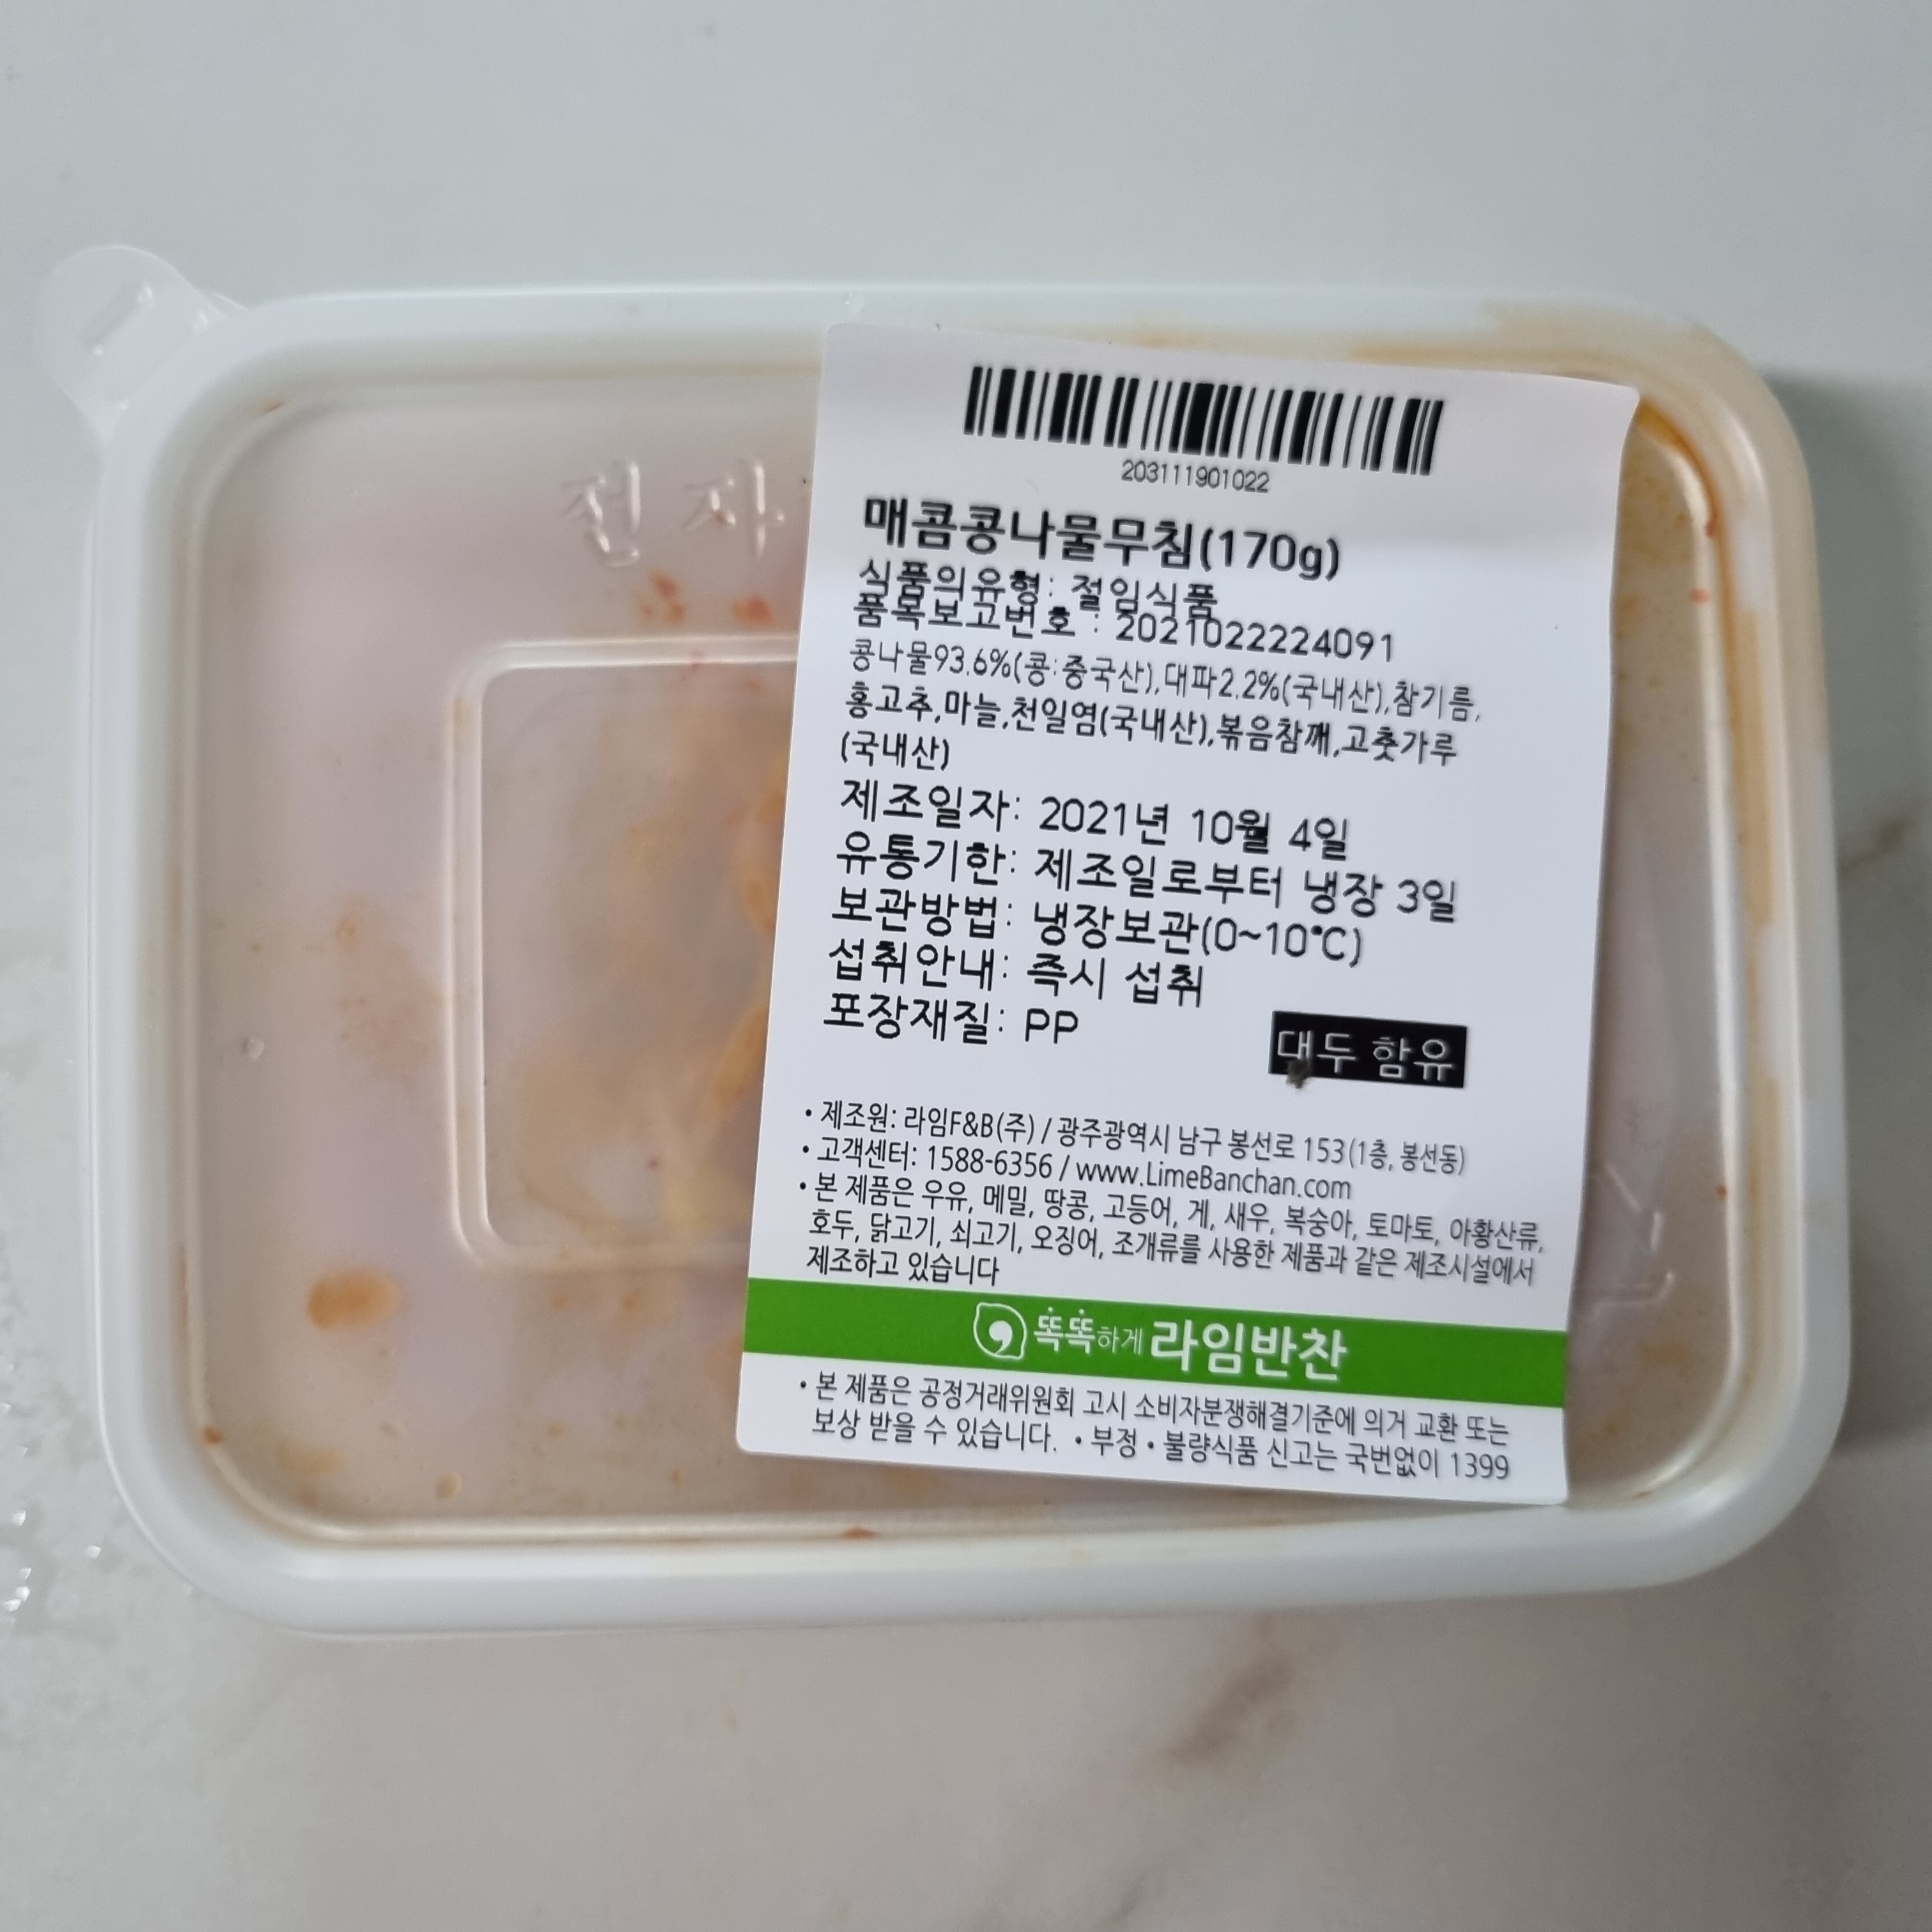 전자
203111901022
매콤콩나물무침(170g)
식품의유형: 절임식품
품목보고번호 : 2021022224091
콩나물93.6%(콩:중국산),대파2.2%(국내산),참기름,
홍고추,마늘,천일염(국내산),볶음참깨,고춧가루
(국내산)
제조일자: 2021년 10월 4일
유통기한: 제조일로부터 냉장 3일
보관방법: 냉장보관(0~10℃)
섭취안내: 즉시 섭취
포장재질: PP
대두 함유
• 제조원: 라임F&B(주) / 광주광역시 남구 봉선로 153(1층, 봉선동)
• 고객센터: 1588-6356 / www.LimeBanchan.com
• 본 제품은 우유, 메밀, 땅콩, 고등어, 게, 새우, 복숭아, 토마토, 아황산류,
호두, 닭고기, 쇠고기, 오징어, 조개류를 사용한 제품과 같은 제조시설에서
제조하고 있습니다
똑똑하게 라임반찬
• 본 제품은 공정거래위원회 고시 소비자분쟁해결기준에 의거 교환 또는
보상 받을 수 있습니다. • 부정 • 불량식품 신고는 국번없이 1399